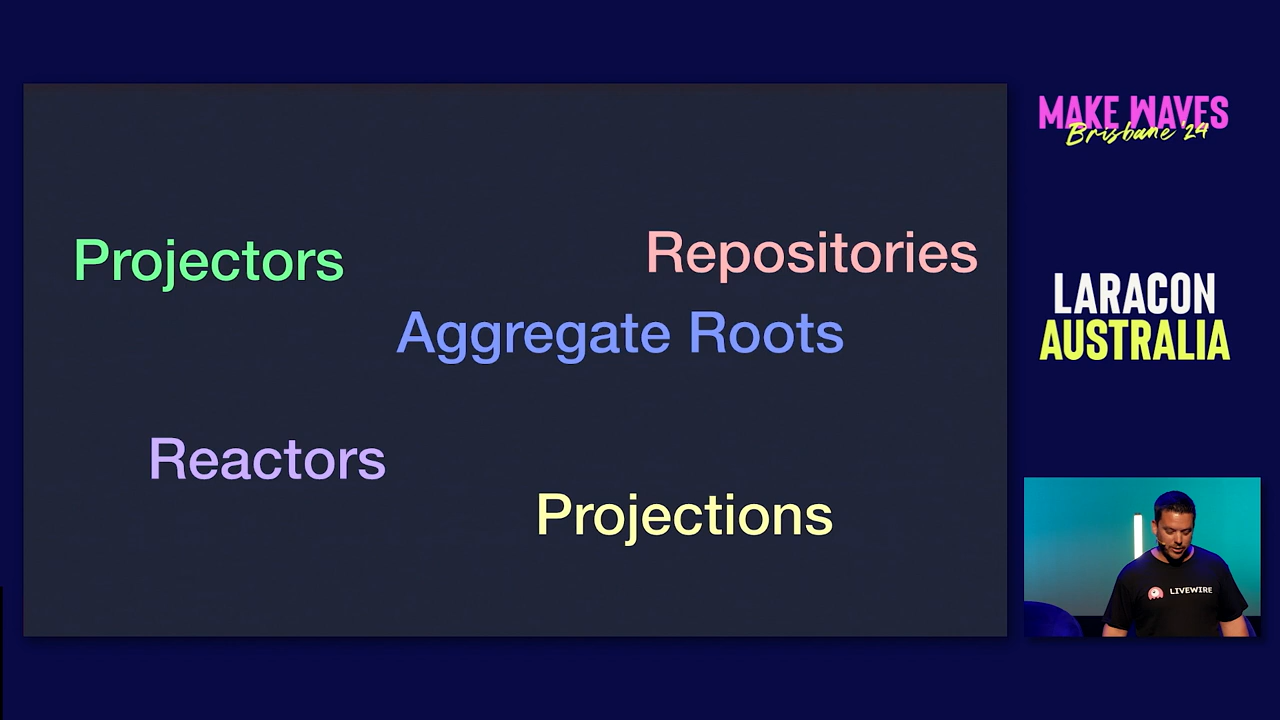 Projectors
Repositories
Aggregate Roots
Reactors
Projections
MAKE WAVES
Brisbane '24
LARACON
AUSTRALIA
LIVEWIRE